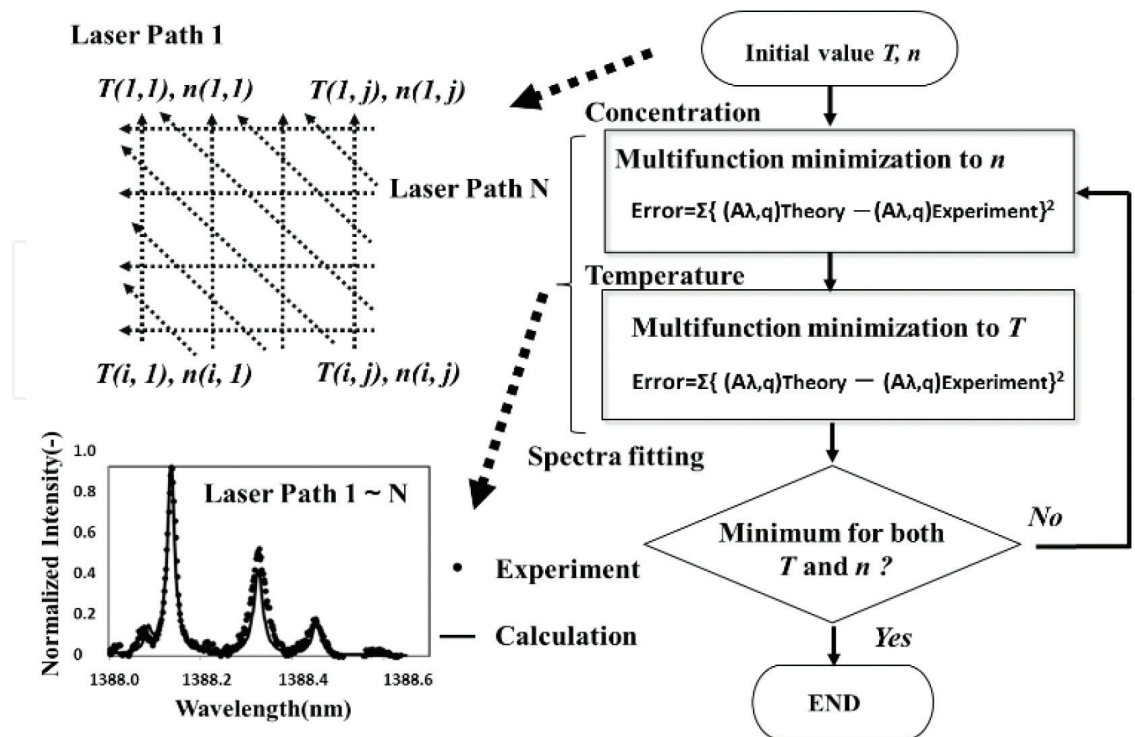 Laser Path 1
T(1,1), n(1,1)
T(1, j), n(1, j)
Laser Path N
T(i, 1), n(i, 1)
T(i, j), n(i, j)
Normalized Intensity(-)
1.0
0.8
0.6
0.4
0.2
0
Laser Path 1 ~ N
1388.0
1388.2
1388.4
1388.6
Wavelength(nm)
• Experiment
— Calculation
Initial value T, n
Concentration
Multifunction minimization to n
Error=Σ{ (Aλ,q)Theory —(Aλ,q)Experiment}²
Temperature
Multifunction minimization to T
Error=Σ{ (Aλ,q)Theory — (Aλ,q)Experiment}²
Spectra fitting
Minimum for both
T and n ?
No
Yes
END